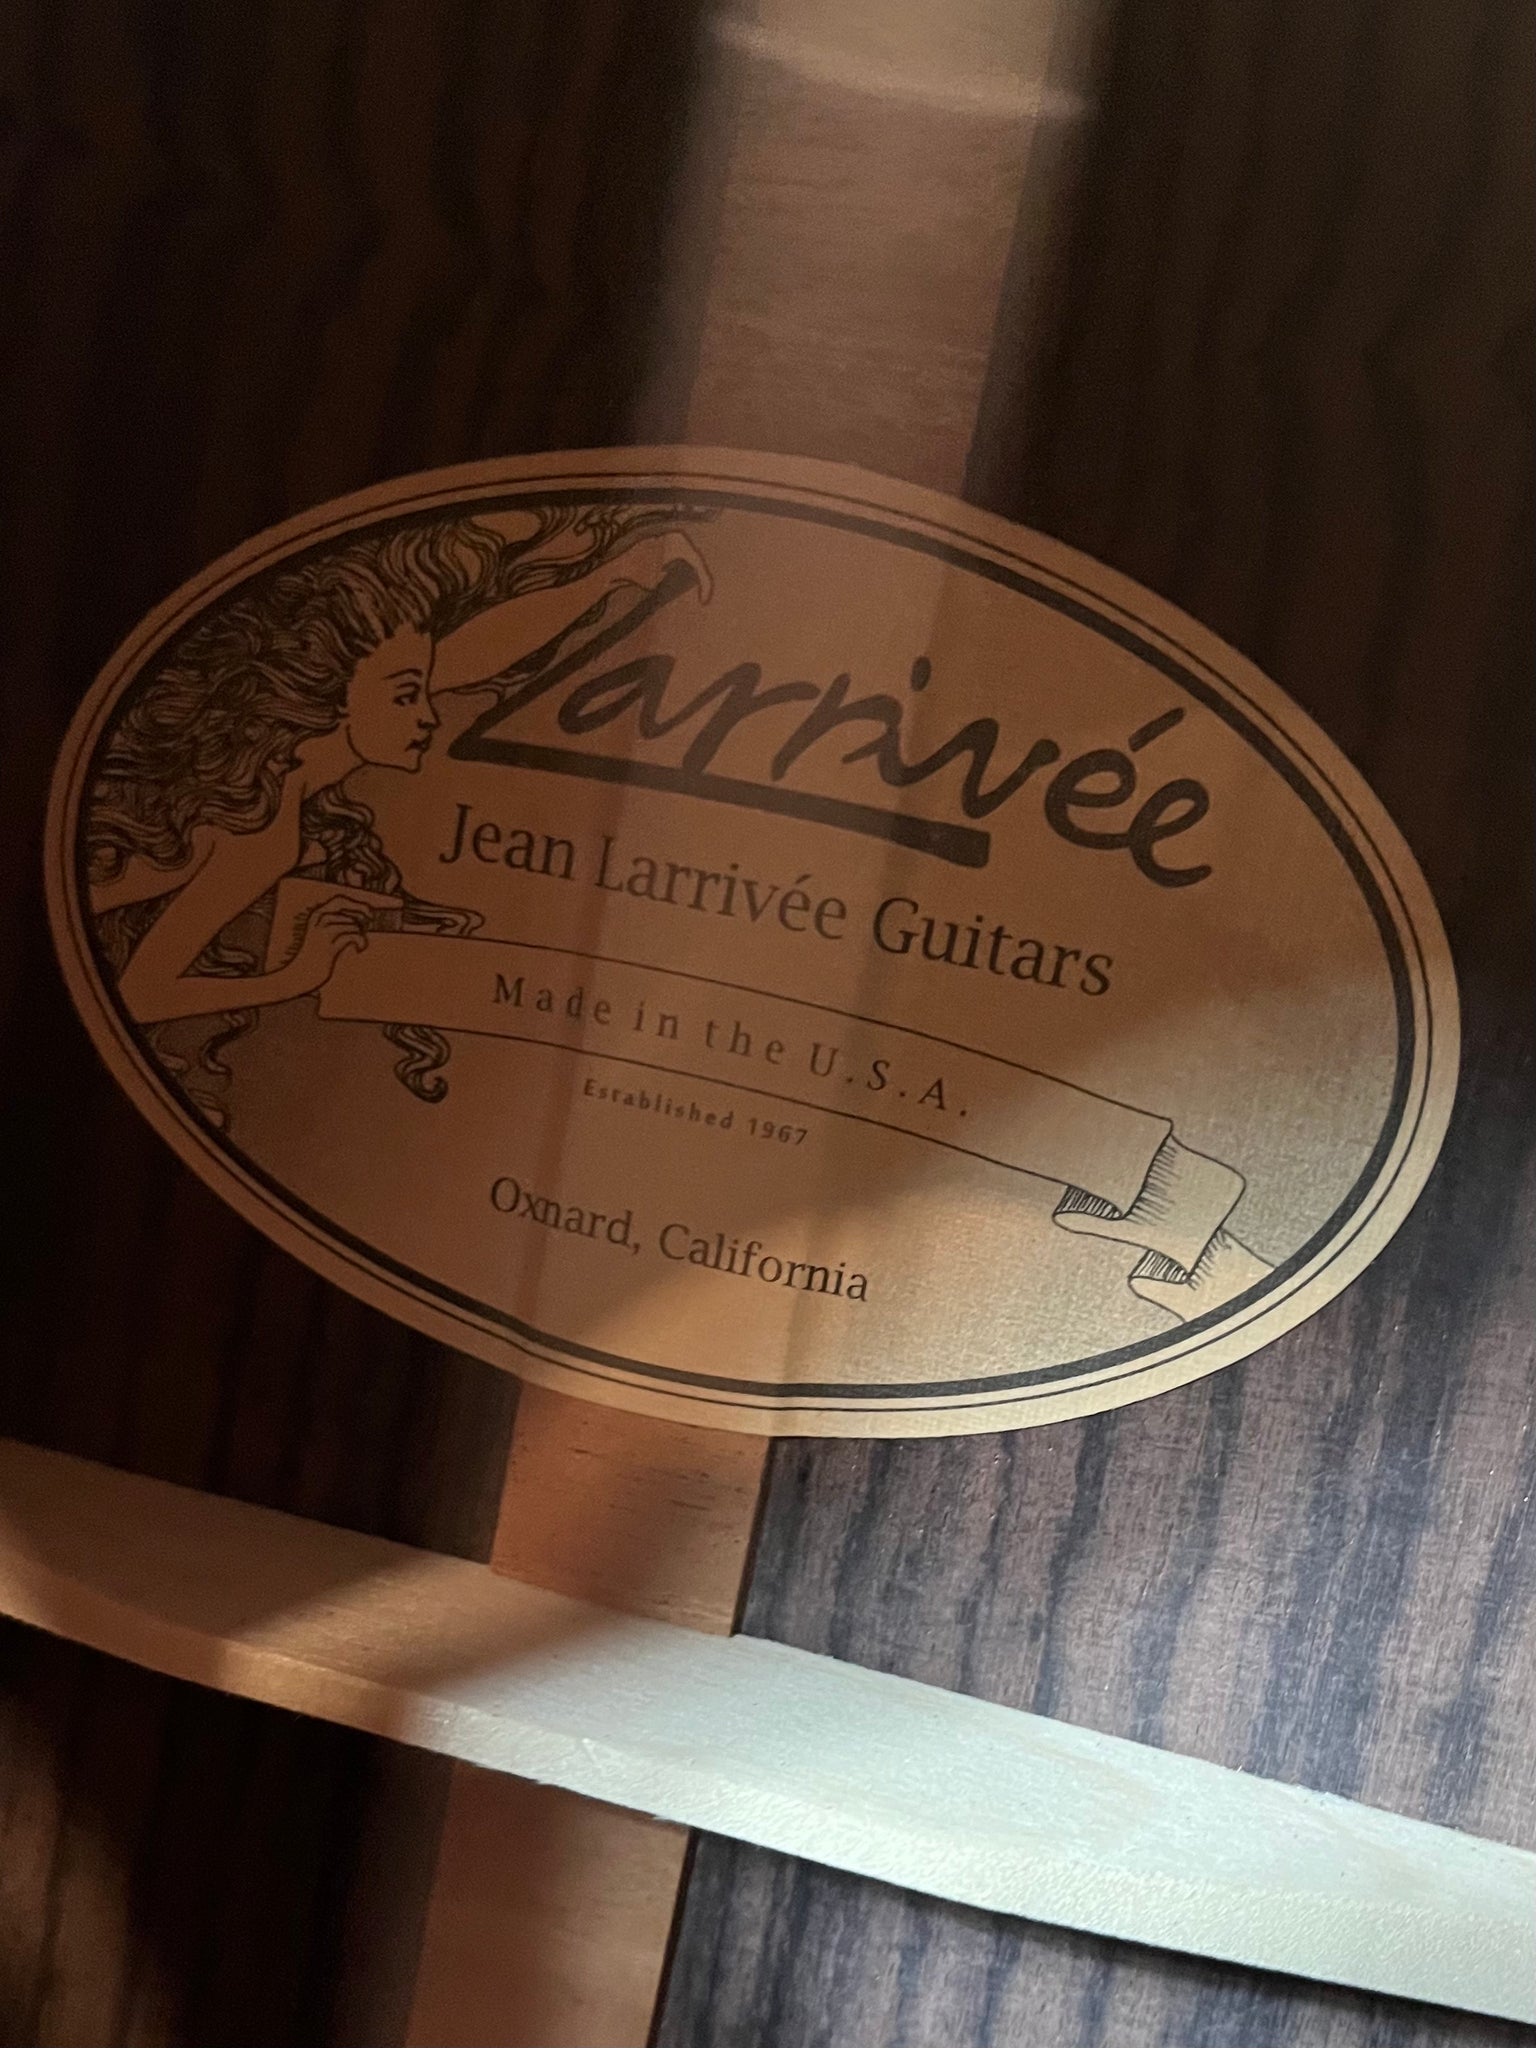 Larrivée
Jean Larrivée Guitars
Made in the U.S.A.
Established 1967
Oxnard, California